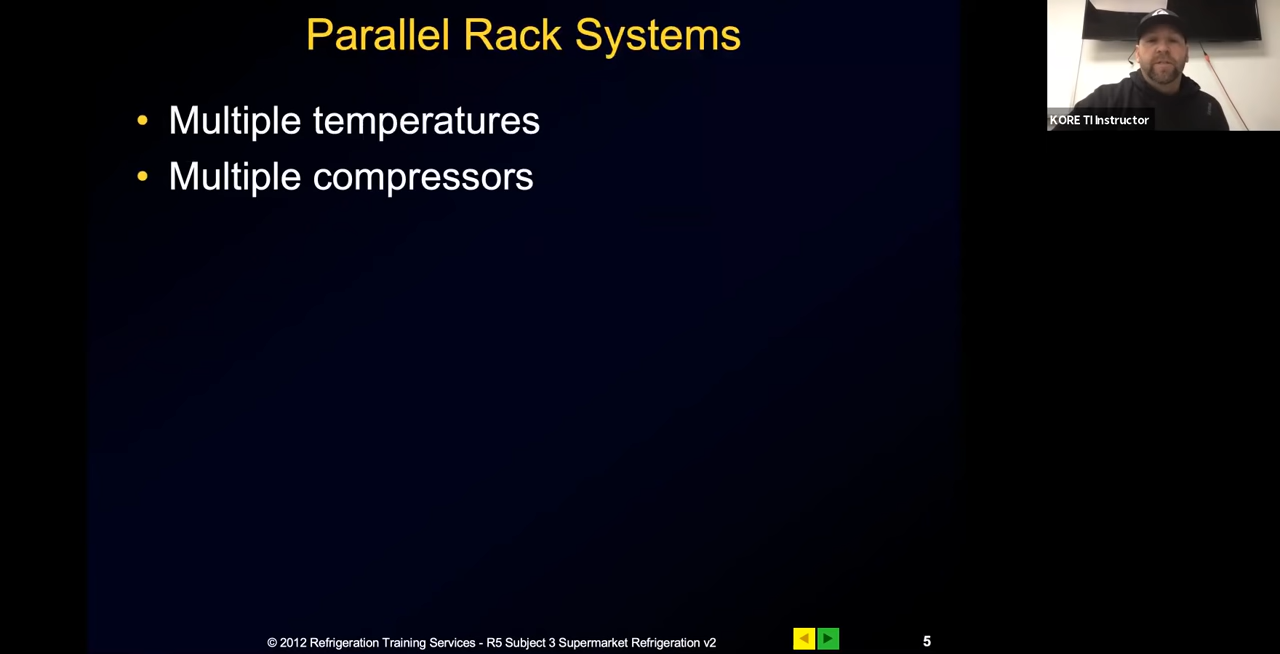 Parallel Rack Systems
• Multiple temperatures
• Multiple compressors
KORE TI Instructor
© 2012 Refrigeration Training Services - R5 Subject 3 Supermarket Refrigeration v2
5